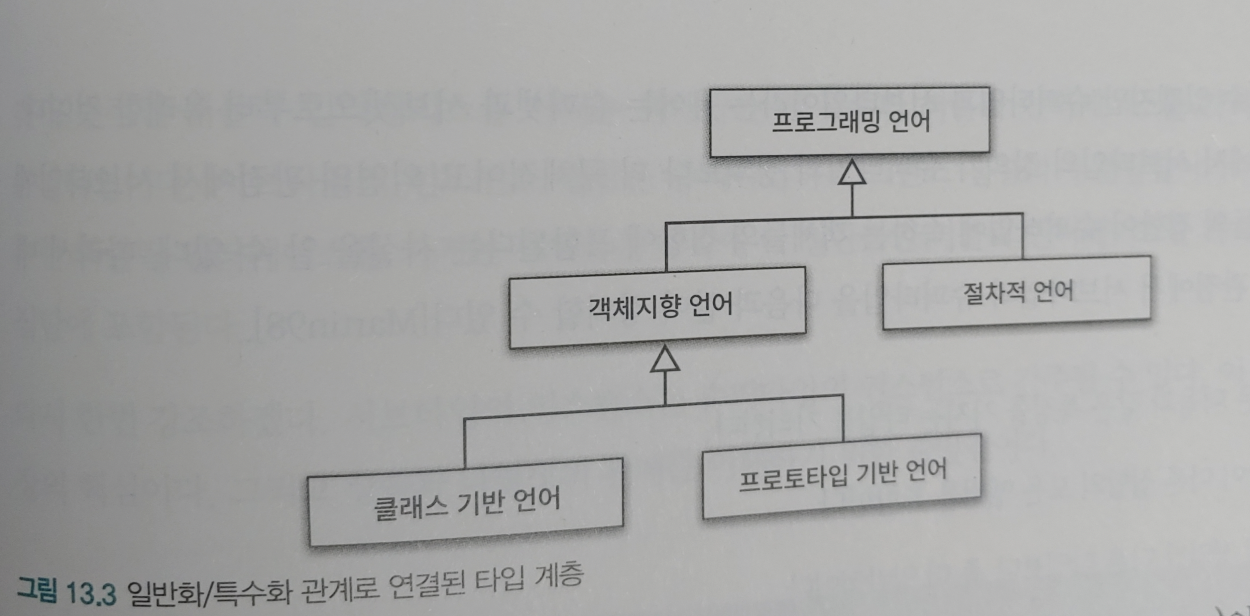 프로그래밍 언어
객체지향 언어
절차적 언어
클래스 기반 언어
프로토타입 기반 언어
그림 13.3 일반화/특수화 관계로 연결된 타입 계층